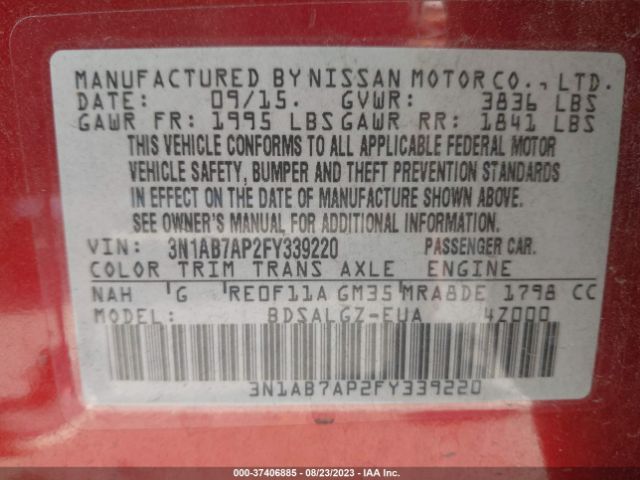 MANUFACTURED BY NISSAN MOTOR CO., LTD.
DATE: 09/15. GVWR: 3836 LBS
GAWR FR: 1995 LBS GAWR RR: 1841 LBS
THIS VEHICLE CONFORMS TO ALL APPLICABLE FEDERAL MOTOR
VEHICLE SAFETY, BUMPER AND THEFT PREVENTION STANDARDS
IN EFFECT ON THE DATE OF MANUFACTURE SHOWN ABOVE.
SEE OWNER'S MANUAL FOR ADDITIONAL INFORMATION.
VIN: 3N1AB7AP2FY339220 PASSENGER CAR.
COLOR TRIM TRANS AXLE ENGINE
NAH G RE0F11A GM35 MRA8DE 1798 CC
MODEL: BDSALGZ-EUA 4Z000
3N1AB7AP2FY339220
000-37406885 - 08/23/2023 - IAA Inc.